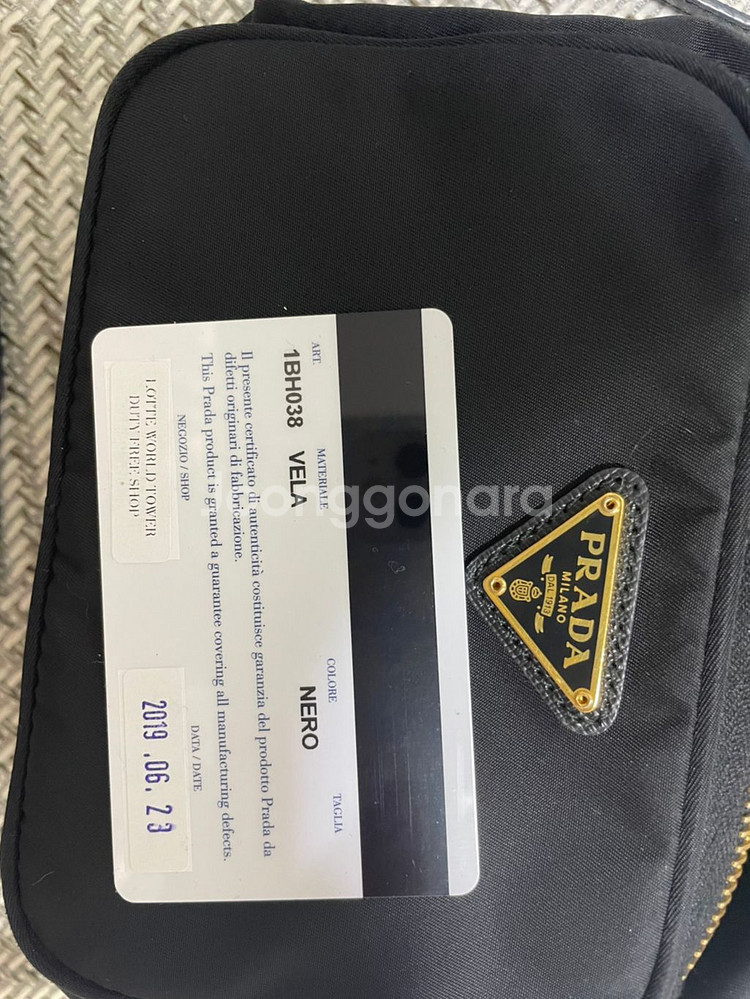 ART.
MATERIALE
COLORE
TAGLIA
1BH038 VELA
NERO
Il presente certificato di autenticità costituisce garanzia del prodotto Prada da
difetti originari di fabbricazione.
This Prada product is granted a guarantee covering all manufacturing defects.
NEGOZIO / SHOP
DATA / DATE
LOTTE WORLD TOWER
DUTY FREE SHOP
2019.06.23
PRADA
MILANO
DAL 1913